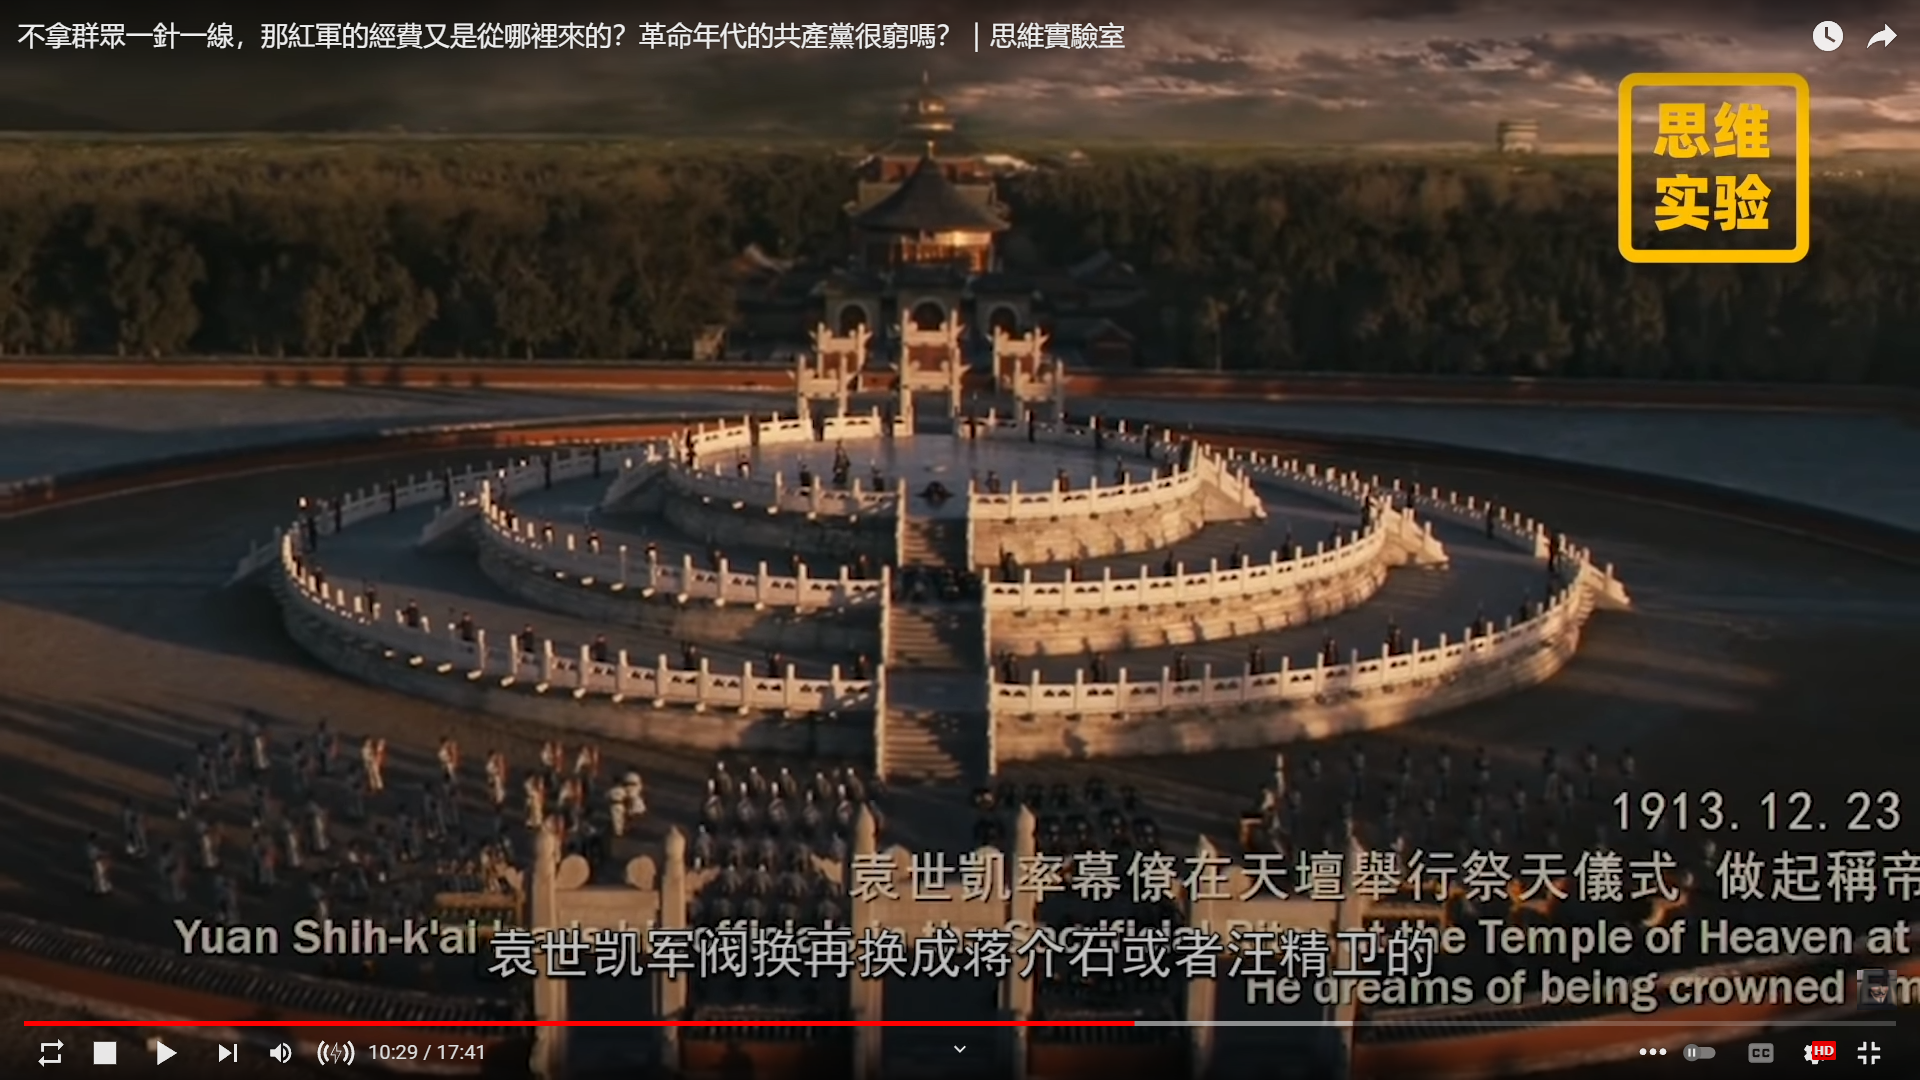 不拿群眾一針一線，那紅軍的經費又是從哪裡來的？革命年代的共產黨很窮嗎？｜思維實驗室
思维
实验
1913.12.23
袁世凱率幕僚在天壇舉行祭天儀式 做起稱帝
Yuan Shih-k'ai the Temple of Heaven at
袁世凯军阀换再换成蒋介石或者汪精卫的
He dreams of being crowned
10:29 / 17:41
CC
HD